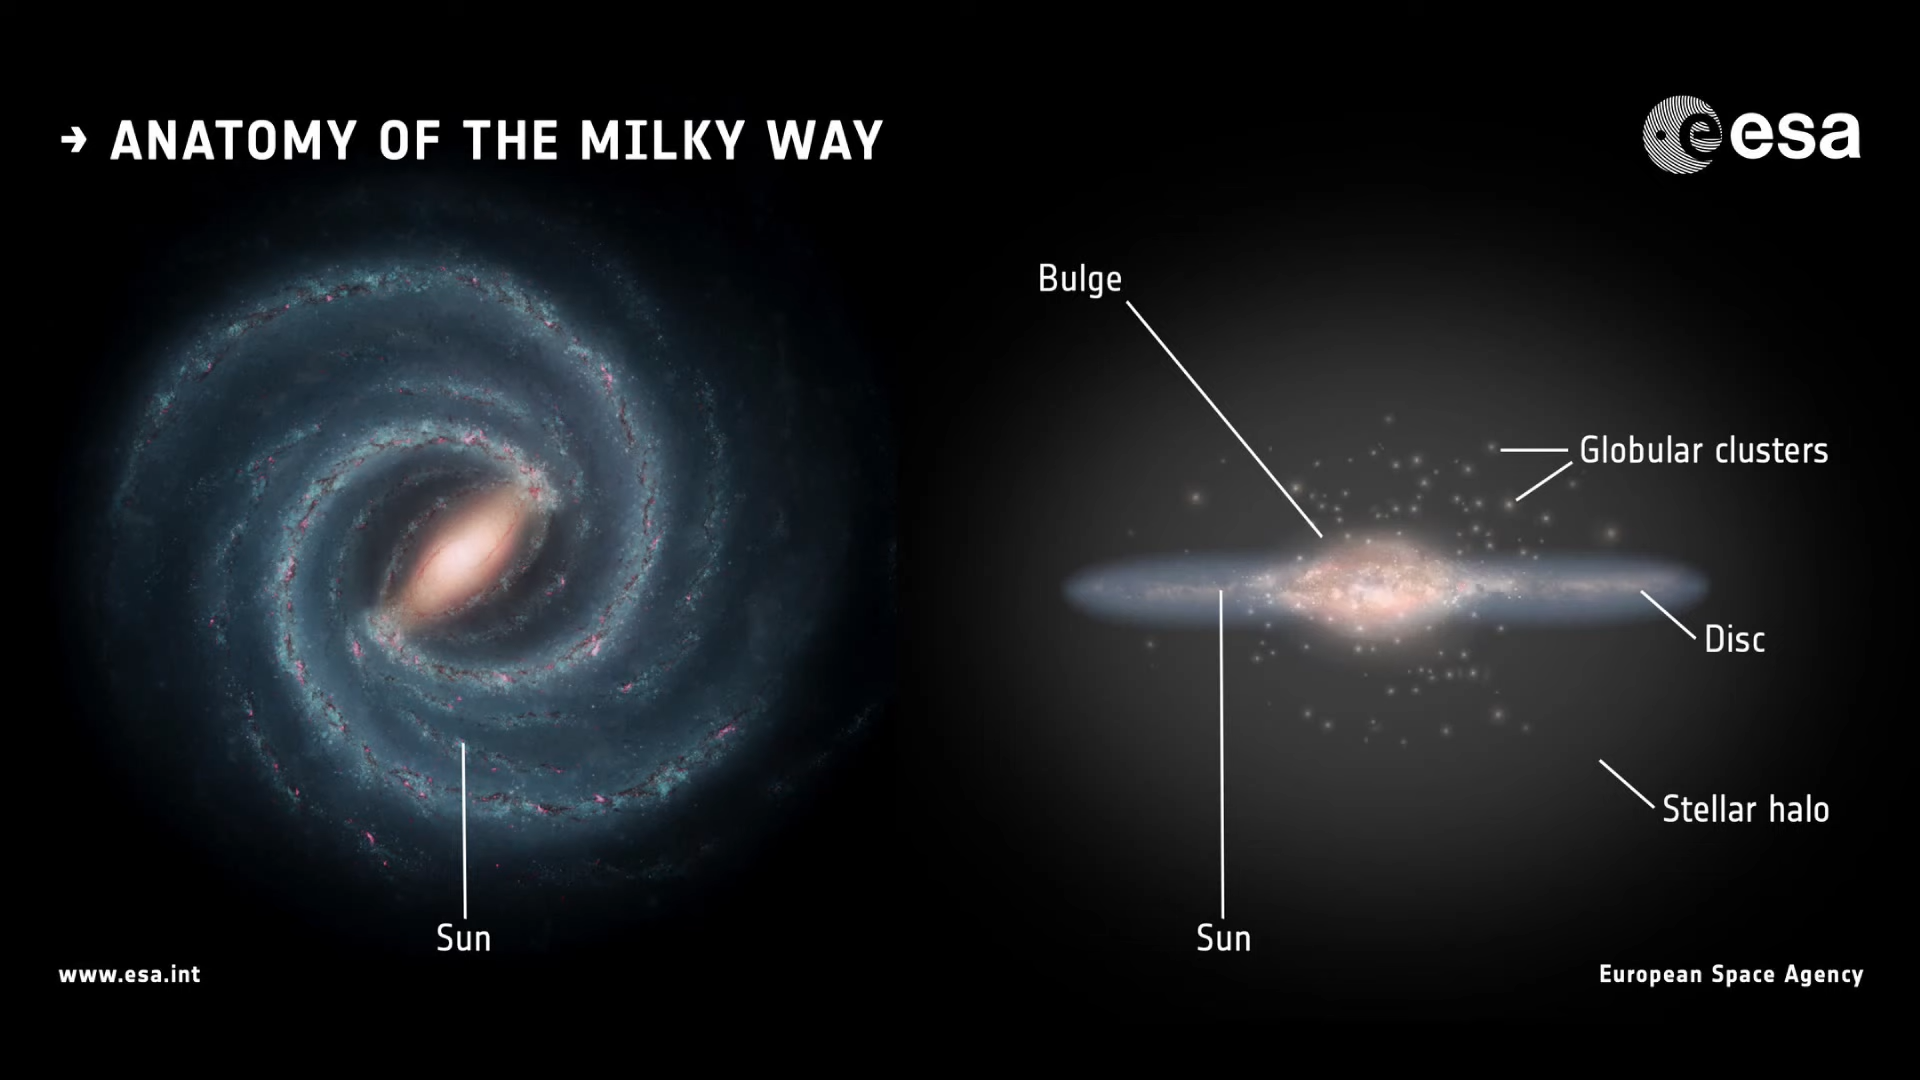 → ANATOMY OF THE MILKY WAY
esa
Bulge
Globular clusters
Disc
Stellar halo
Sun
Sun
www.esa.int
European Space Agency